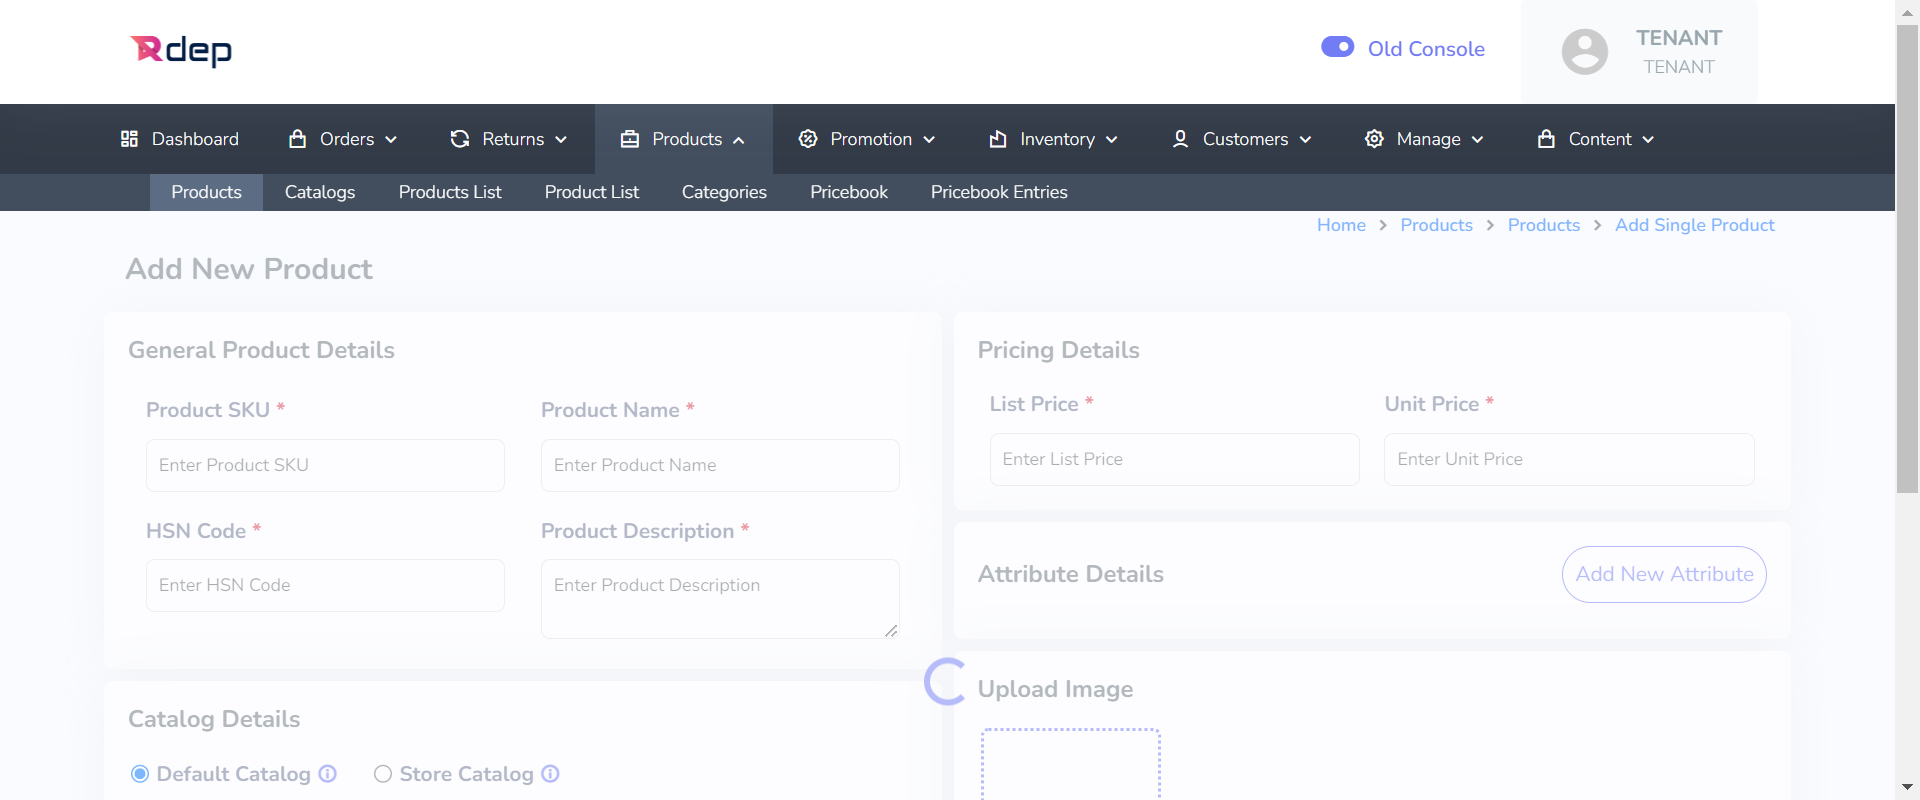 Rdep
Old Console
TENANT
TENANT
Dashboard Orders Returns Products Promotion Inventory Customers Manage Content
Products Catalogs Products List Product List Categories Pricebook Pricebook Entries
Home > Products > Products > Add Single Product
Add New Product
General Product Details
Product SKU *
Product Name *
Enter Product SKU
Enter Product Name
HSN Code *
Product Description *
Enter HSN Code
Enter Product Description
Pricing Details
List Price *
Unit Price *
Enter List Price
Enter Unit Price
Attribute Details
Add New Attribute
Catalog Details
Default Catalog
Store Catalog
Upload Image